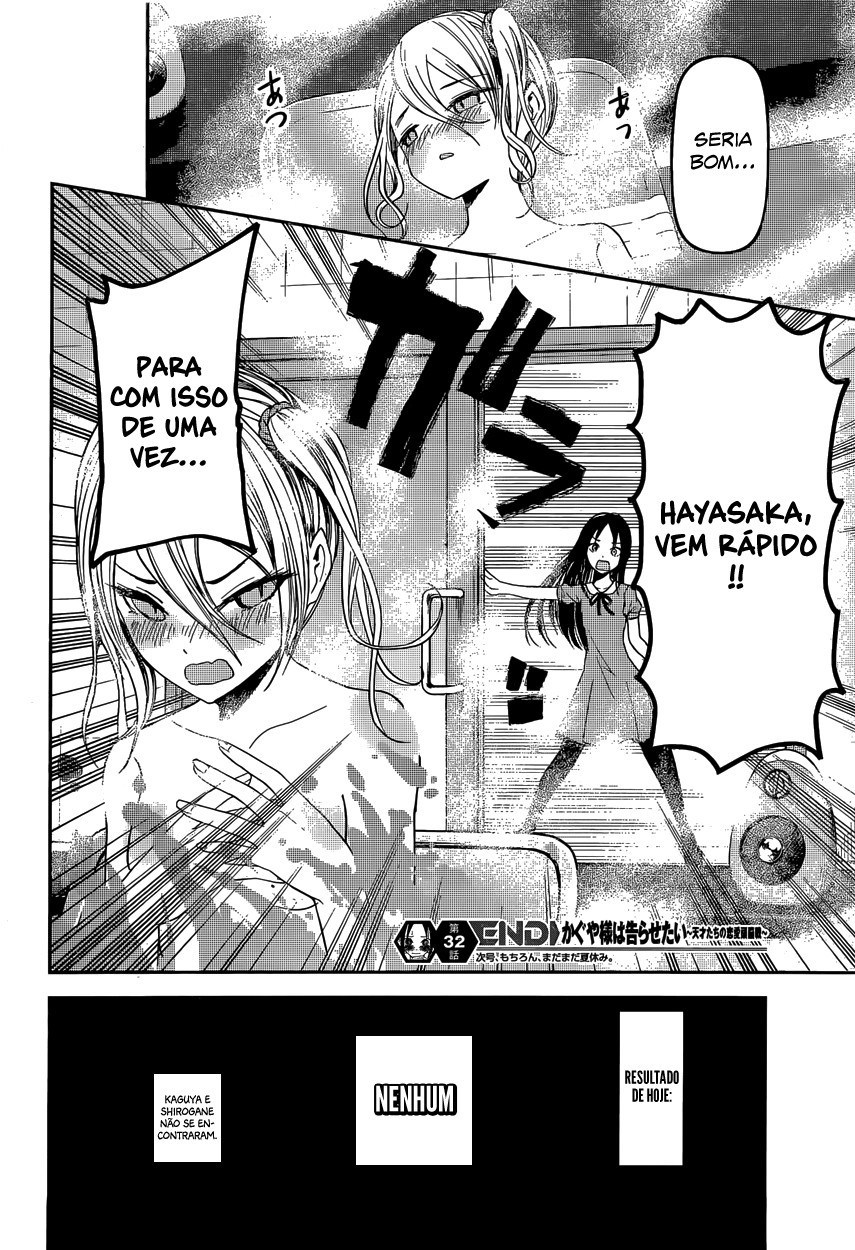 SERIA
BOM...
あっ
あっ
HAYASAKA,
VEM RÁPIDO
!!
ガラッ
PARA
COM ISSO
DE UMA
VEZ...
第
32
話
END
かぐや様は告らせたい~天才たちの恋愛頭脳戦~
次号、もちろん、まだまだ夏休み。
RESULTADO
DE HOJE:
NENHUM
KAGUYA E
SHIROGANE
NÃO SE EN-
CONTRARAM.